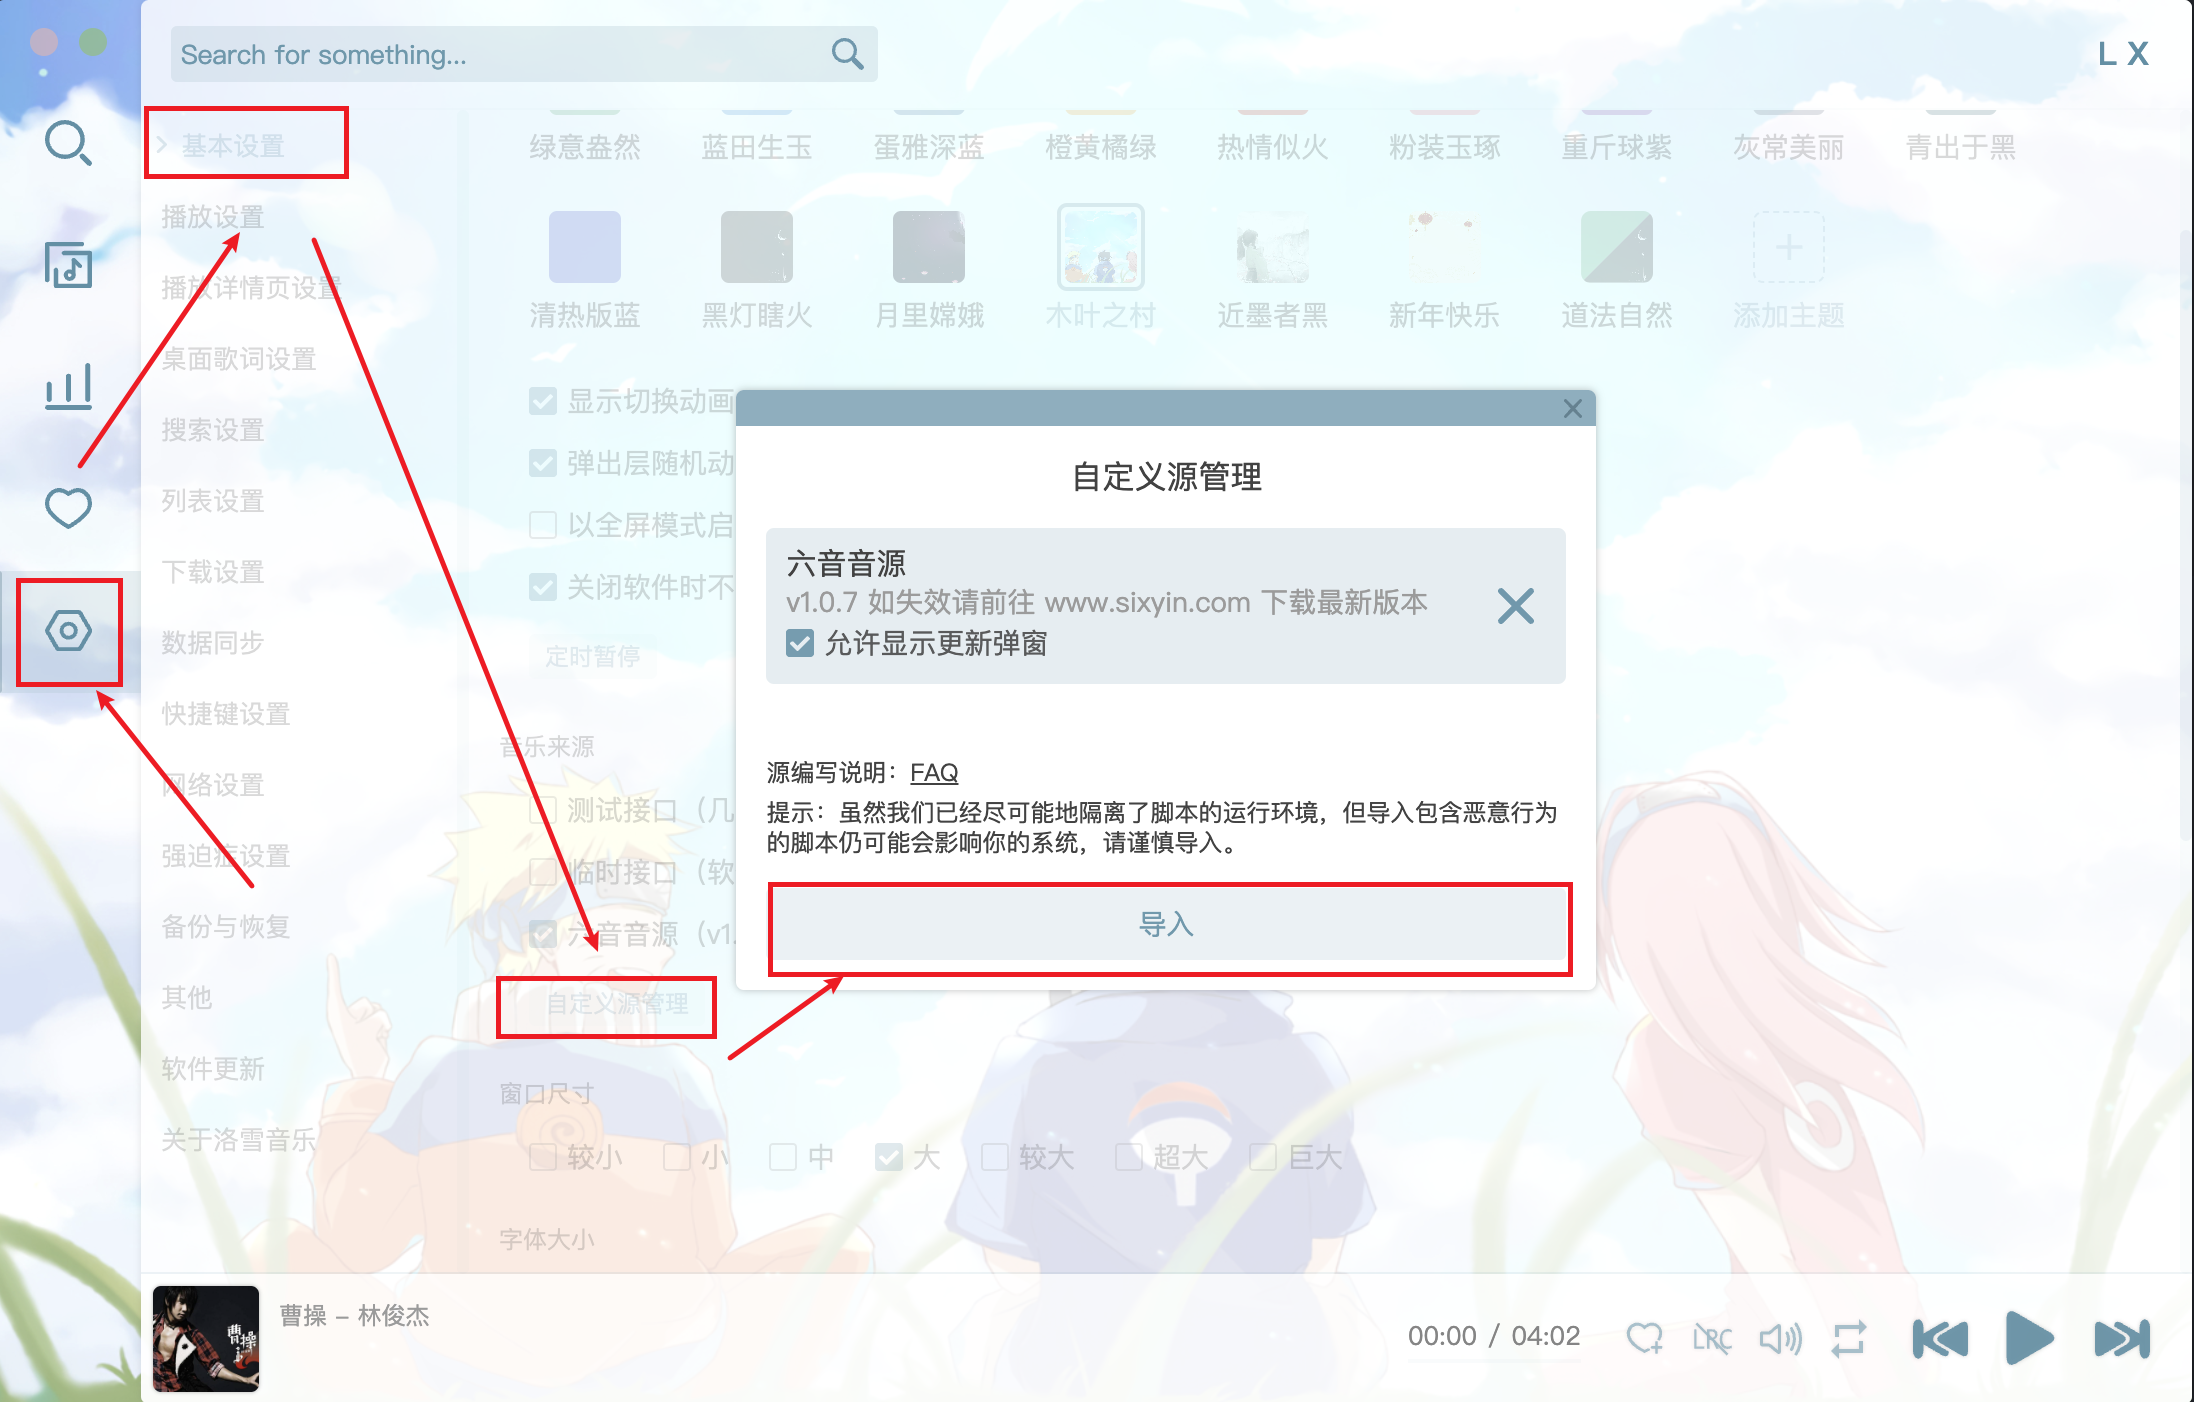 Search for something...
L X
基本设置
播放设置
播放详情页设置
桌面歌词设置
搜索设置
列表设置
下载设置
数据同步
快捷键设置
网络设置
强迫症设置
备份与恢复
其他
软件更新
关于洛雪音乐
绿意盎然 蓝田生玉 蛋雅深蓝 橙黄橘绿 热情似火 粉装玉琢 重斤球紫 灰常美丽 青出于黑
清热版蓝 黑灯瞎火 月里嫦娥 木叶之村 近墨者黑 新年快乐 道法自然 添加主题
显示切换动画
弹出层随机动
以全屏模式启
关闭软件时不
定时暂停
音乐来源
测试接口（几
临时接口（软
六音音源（v1.
自定义源管理
窗口尺寸
较小 小 中 大 较大 超大 巨大
字体大小
自定义源管理
六音音源
v1.0.7 如失效请前往 www.sixyin.com 下载最新版本
允许显示更新弹窗
源编写说明：FAQ
提示：虽然我们已经尽可能地隔离了脚本的运行环境，但导入包含恶意行为
的脚本仍可能会影响你的系统，请谨慎导入。
导入
曹操
曹操 – 林俊杰
00:00 / 04:02
LRC